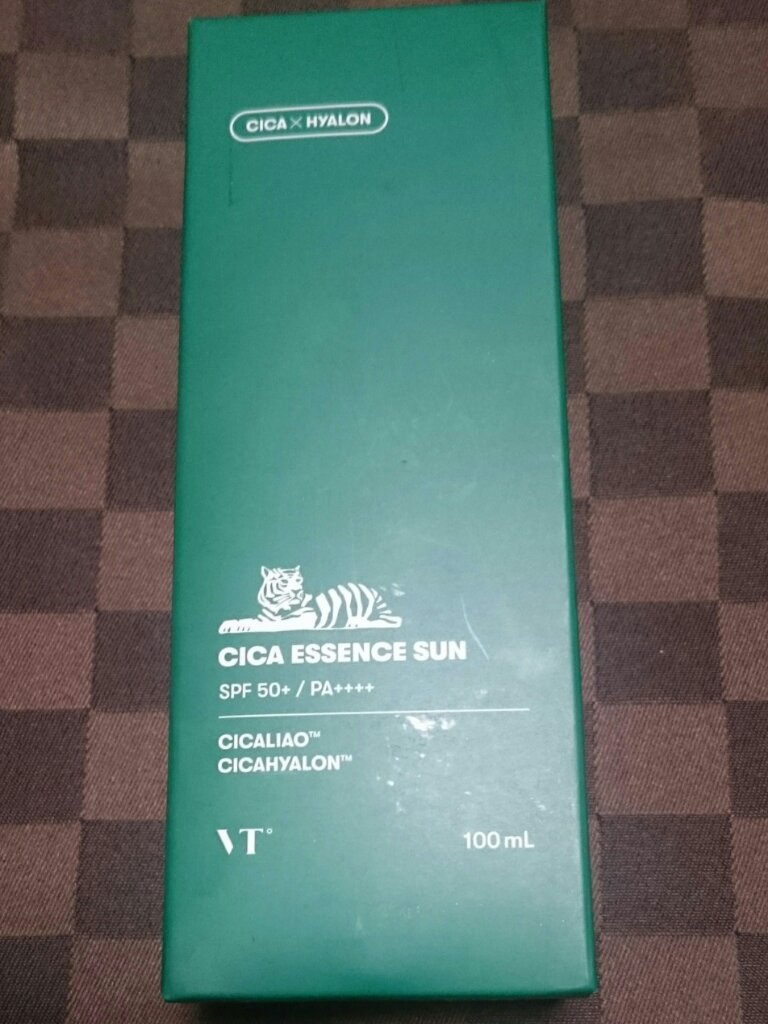 CICA×HYALON
CICA ESSENCE SUN
SPF 50+ / PA++++
CICALIAO™
CICAHYALON™
VT°
100 mL